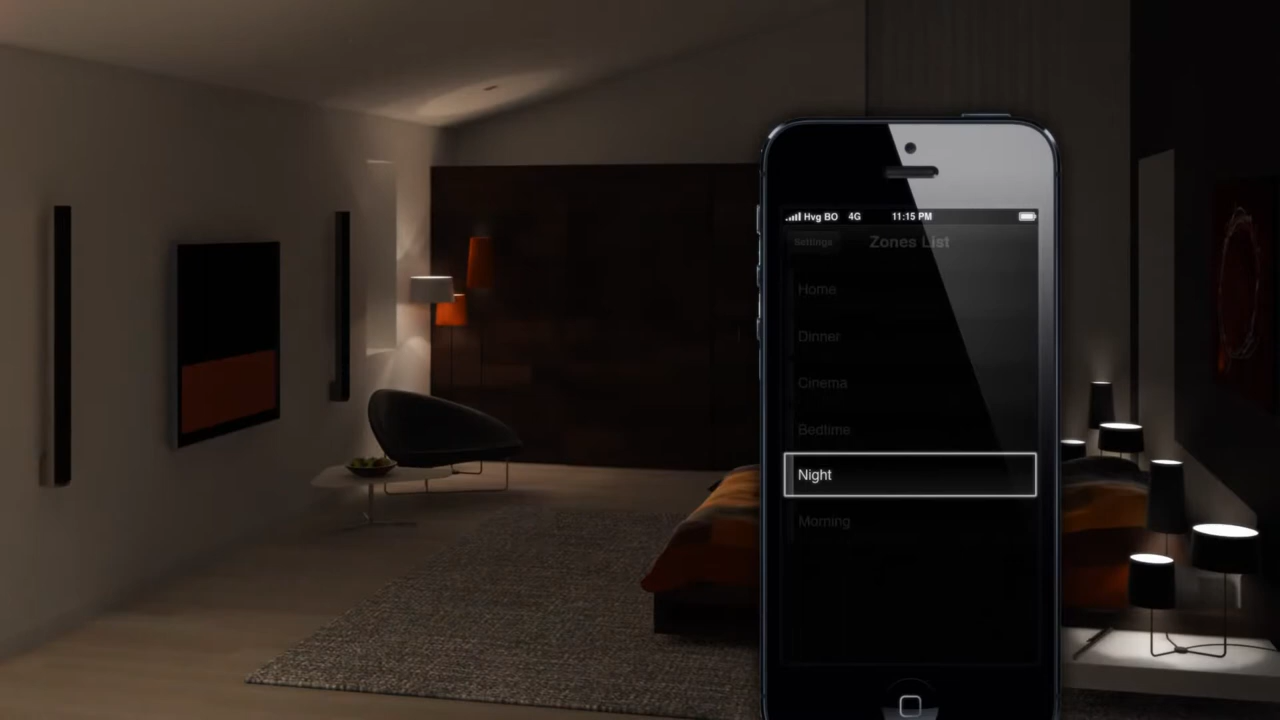 Hvg BO 4G 11:15 PM
Settings Zones List
Home
Dinner
Cinema
Bedtime
Night
Morning